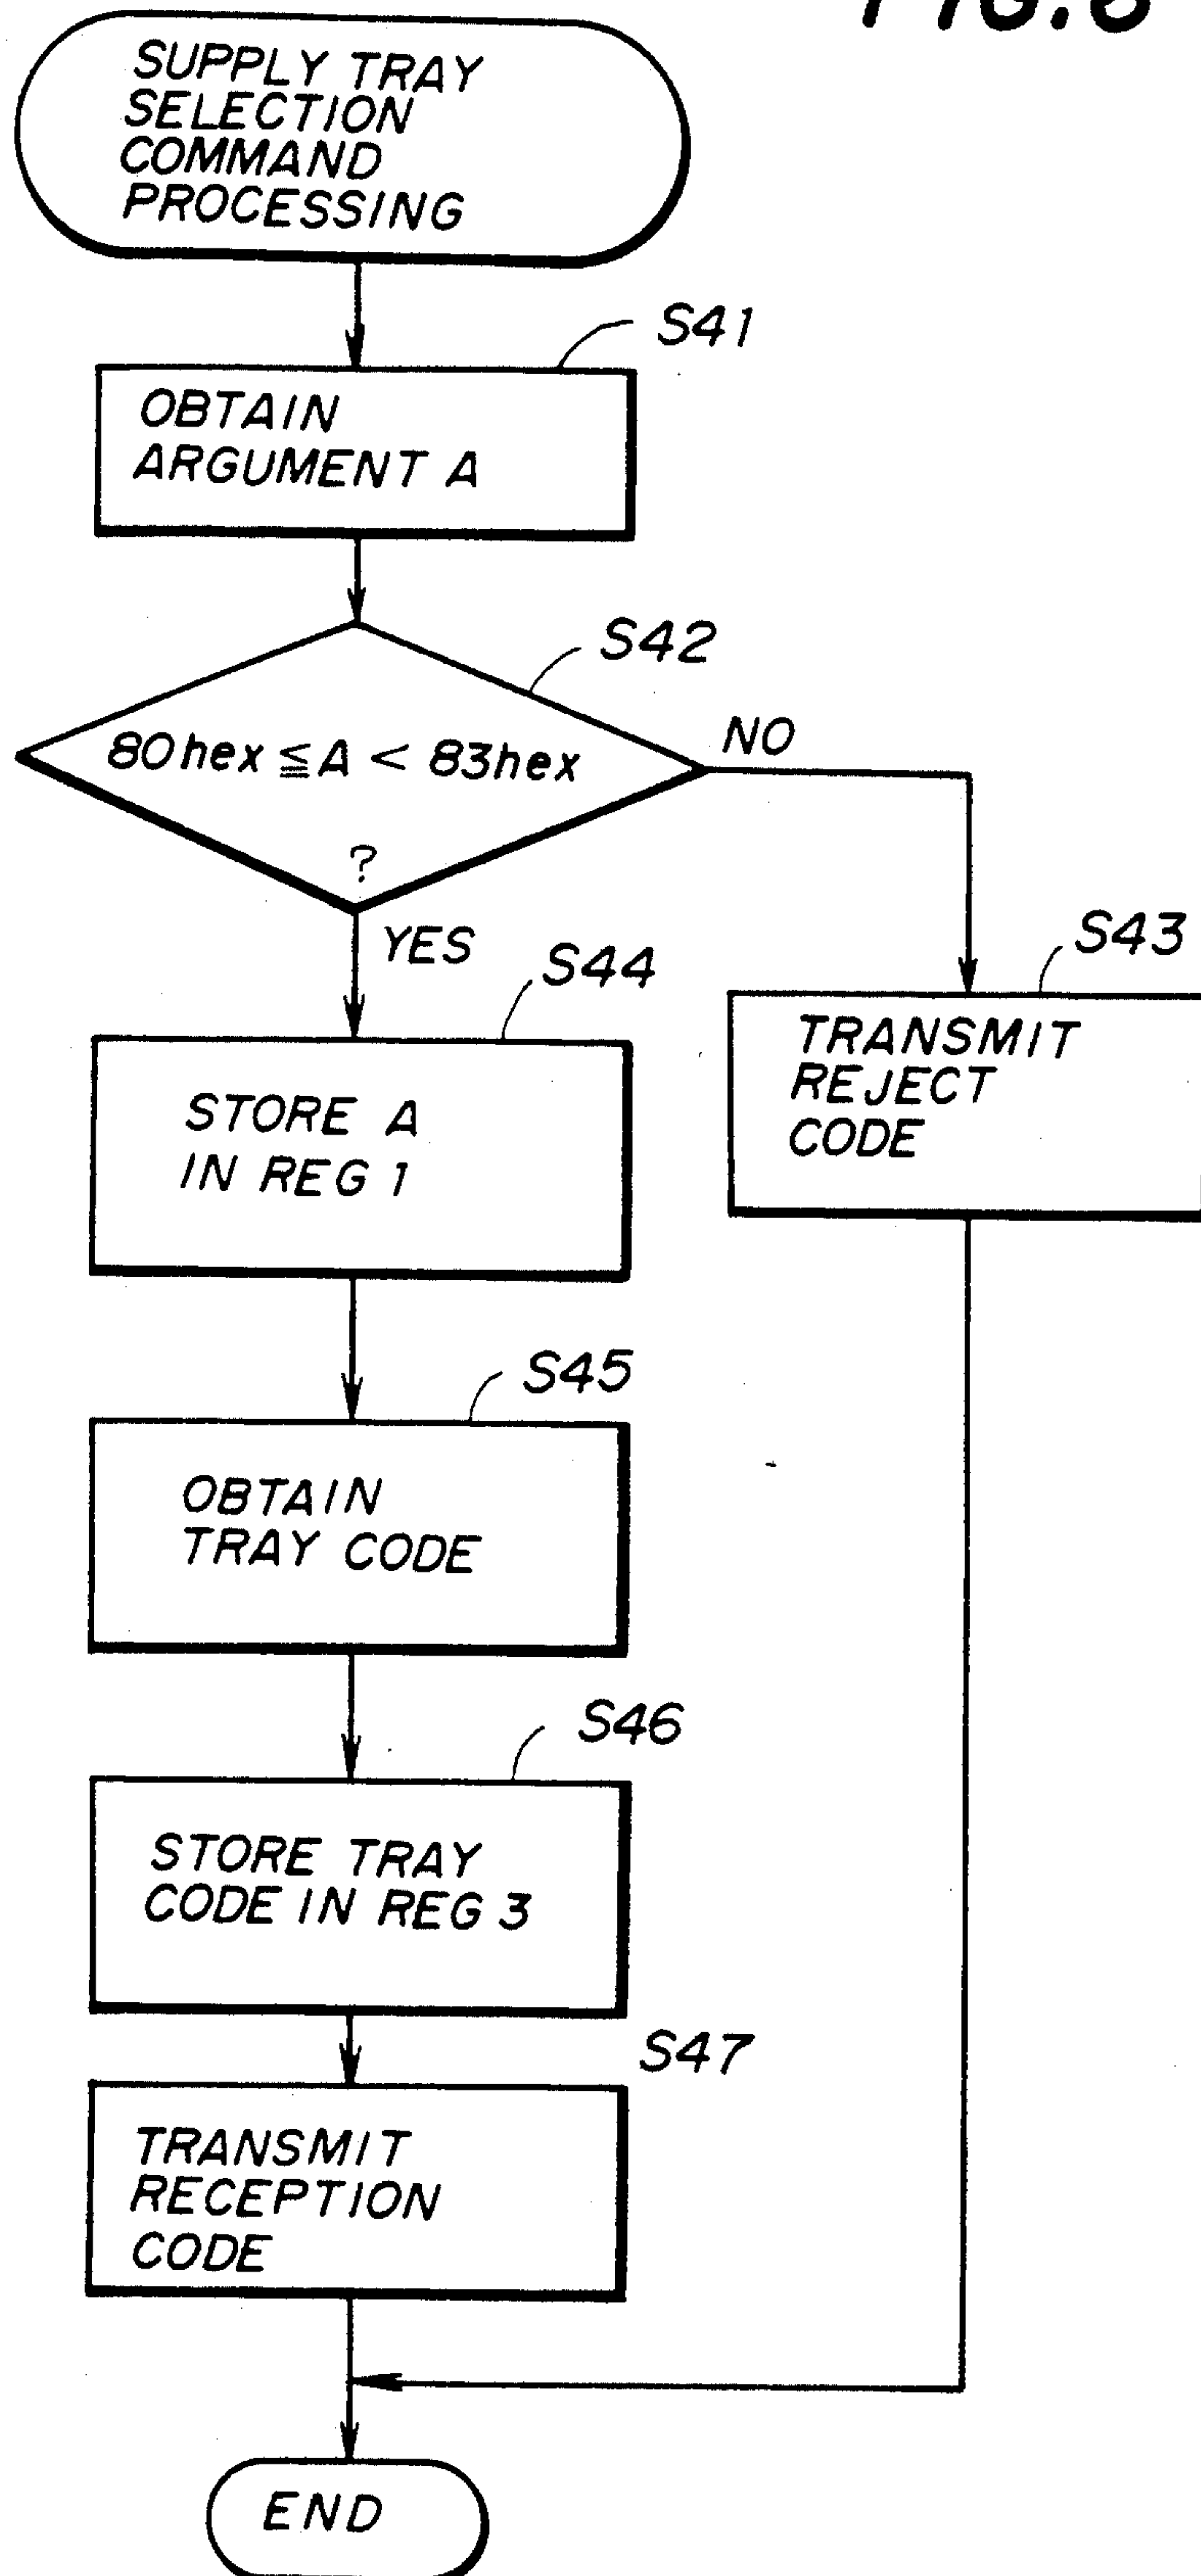 SUPPLY TRAY
SELECTION
COMMAND
PROCESSING
S41
OBTAIN
ARGUMENT A
S42
80hex ≦ A < 83hex
?
NO
YES
S43
TRANSMIT
REJECT
CODE
S44
STORE A
IN REG 1
S45
OBTAIN
TRAY CODE
S46
STORE TRAY
CODE IN REG 3
S47
TRANSMIT
RECEPTION
CODE
END